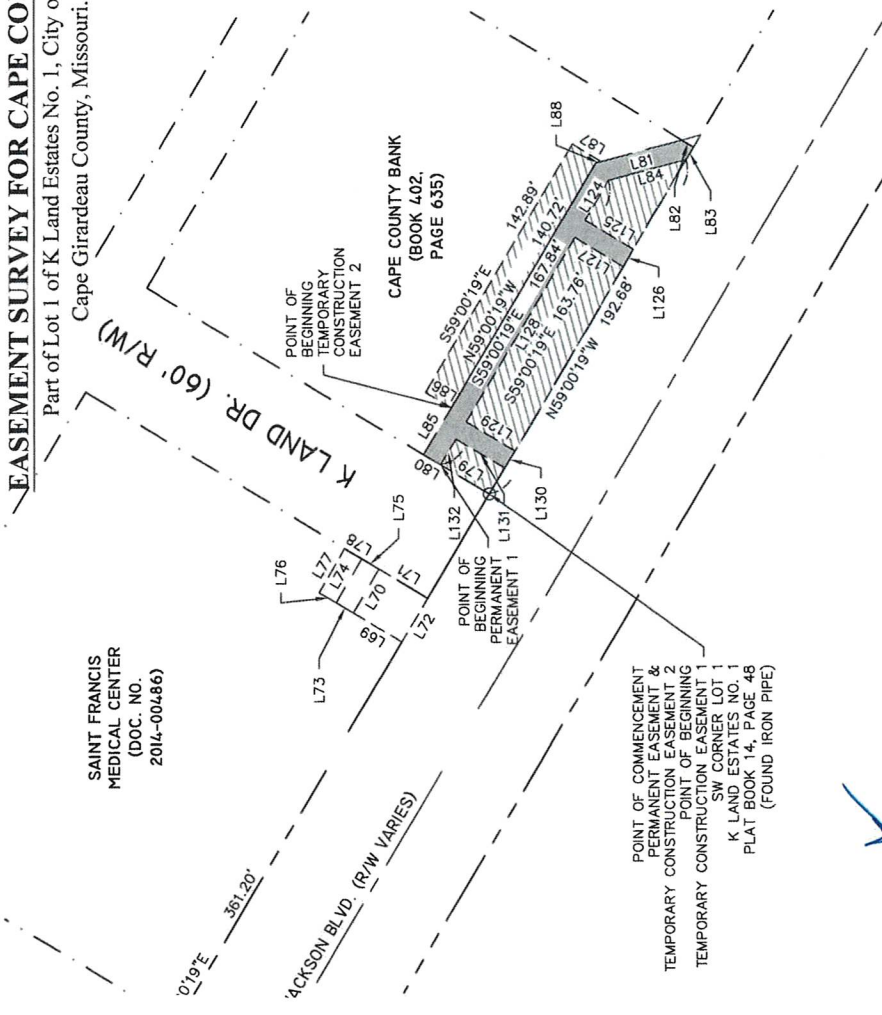 EASEMENT SURVEY FOR CAPE CO
Part of Lot 1 of K Land Estates No. 1, City o
Cape Girardeau County, Missouri.
K LAND DR. (60' R/W)
POINT OF
BEGINNING
TEMPORARY
CONSTRUCTION
EASEMENT 2
CAPE COUNTY BANK
(BOOK 402,
PAGE 635)
L88
L87
S59°00'19"E 142.89'
N59°00'19"W 140.72'
S59°00'19"E 167.84'
L128
S59°00'19"E 163.76'
N59°00'19"W 192.68'
L86
L85
L80
L79
L129
L124
L125
L127
L81
L84
L82
L83
L126
L130
L131
L132
POINT OF
BEGINNING
PERMANENT
EASEMENT 1
L76
L77
L78
L74
L75
L70
L71
L72
L69
L73
SAINT FRANCIS
MEDICAL CENTER
(DOC. NO.
2014-00486)
0'19"E
361.20'
ACKSON BLVD. (R/W VARIES)
POINT OF COMMENCEMENT
PERMANENT EASEMENT &
TEMPORARY CONSTRUCTION EASEMENT 2
POINT OF BEGINNING
TEMPORARY CONSTRUCTION EASEMENT 1
SW CORNER LOT 1
K LAND ESTATES NO. 1
PLAT BOOK 14, PAGE 48
(FOUND IRON PIPE)